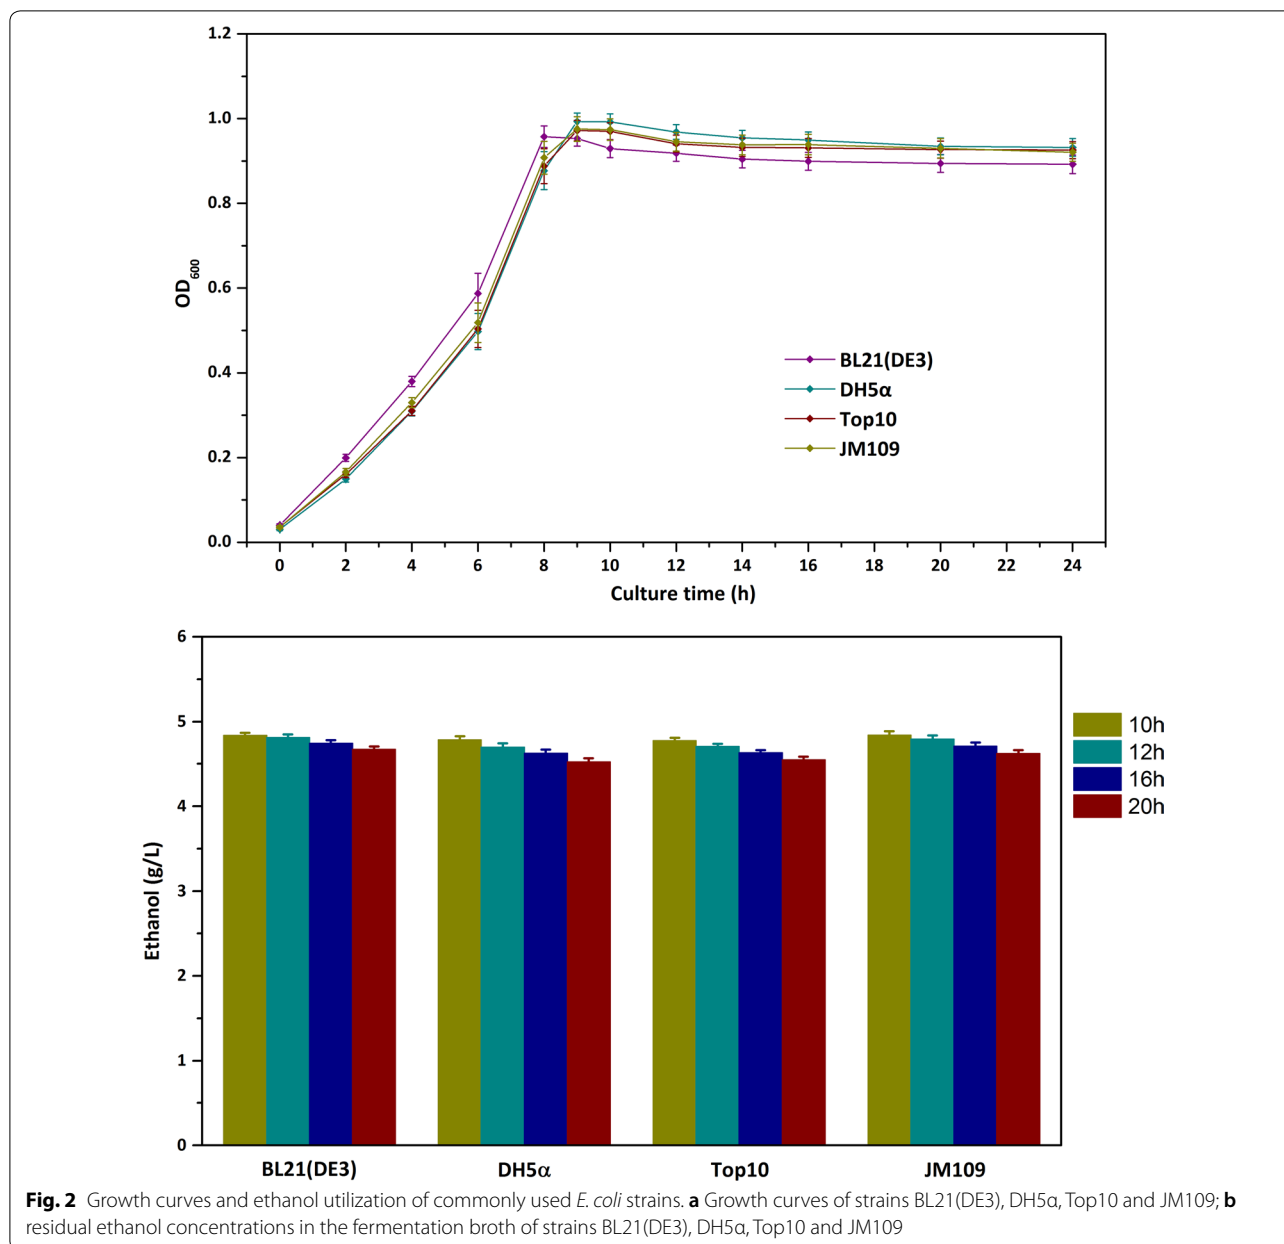 1.2
1.0
0.8
0.6
0.4
0.2
0.0
OD600
BL21(DE3)
DH5α
Top10
JM109
0 2 4 6 8 10 12 14 16 20 22 24
Culture time (h)
6
5
4
3
2
1
0
Ethanol (g/L)
10h
12h
16h
20h
BL21(DE3) DH5α Top10 JM109
Fig. 2 Growth curves and ethanol utilization of commonly used E. coli strains. a Growth curves of strains BL21(DE3), DH5α, Top10 and JM109; b
residual ethanol concentrations in the fermentation broth of strains BL21(DE3), DH5α, Top10 and JM109